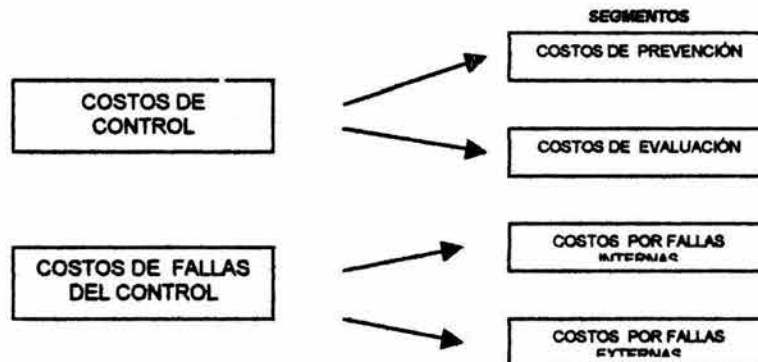 SEGMENTOS
COSTOS DE CONTROL
COSTOS DE PREVENCIÓN
COSTOS DE EVALUACIÓN
COSTOS DE FALLAS
DEL CONTROL
COSTOS POR FALLAS
INTERNAS
COSTOS POR FALLAS
EXTERNAS